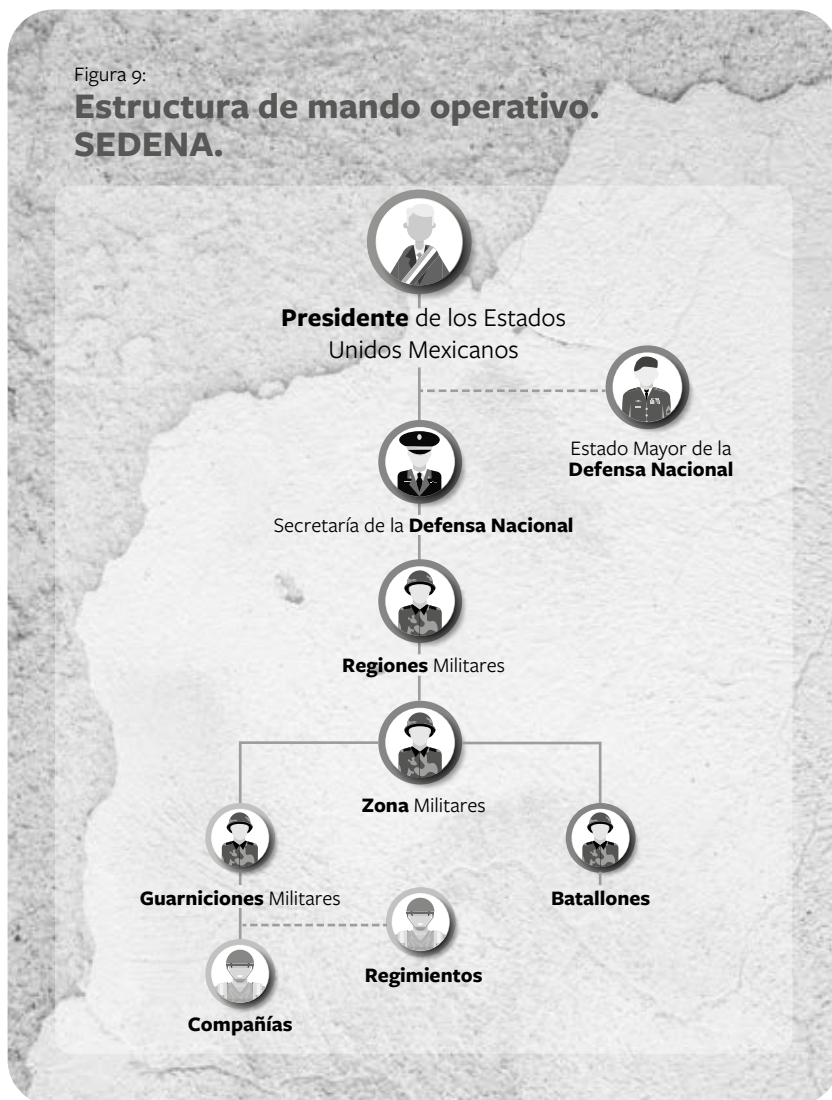 Figura 9:
Estructura de mando operativo.
SEDENA.
Presidente de los Estados
Unidos Mexicanos
Estado Mayor de la
Defensa Nacional
Secretaría de la Defensa Nacional
Regiones Militares
Zona Militares
Guarniciones Militares
Batallones
Regimientos
Compañías